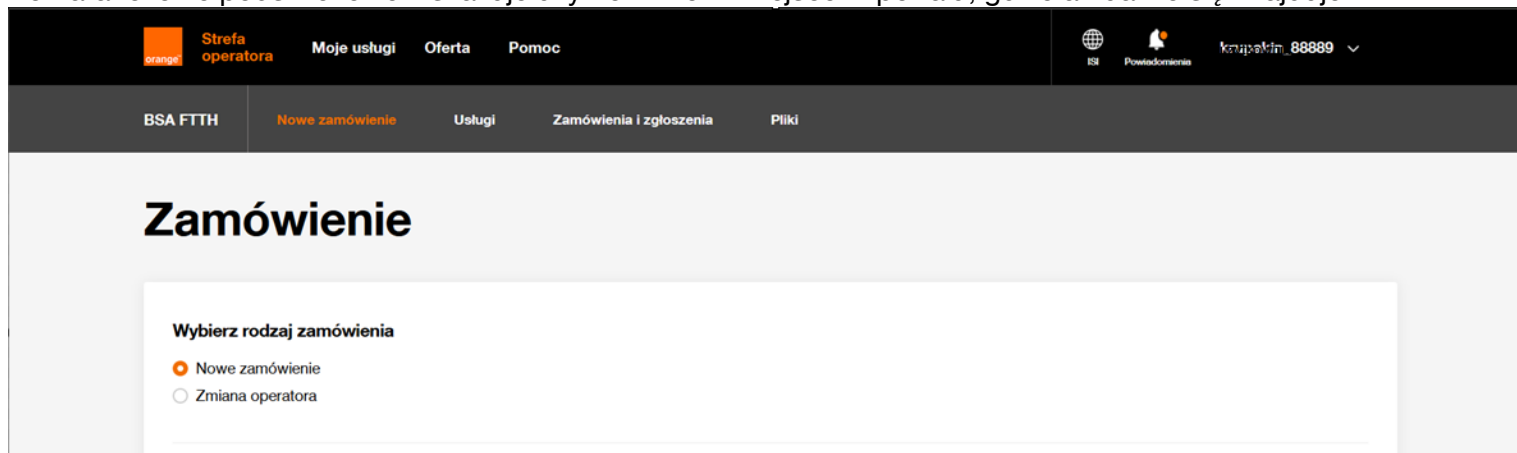 Strefa
operatora
orange
Moje usługi
Oferta
Pomoc
ISI
Powiadomienia
88889
BSA FTTH
Nowe zamówienie
Usługi
Zamówienia i zgłoszenia
Pliki
Zamówienie
Wybierz rodzaj zamówienia
Nowe zamówienie
Zmiana operatora